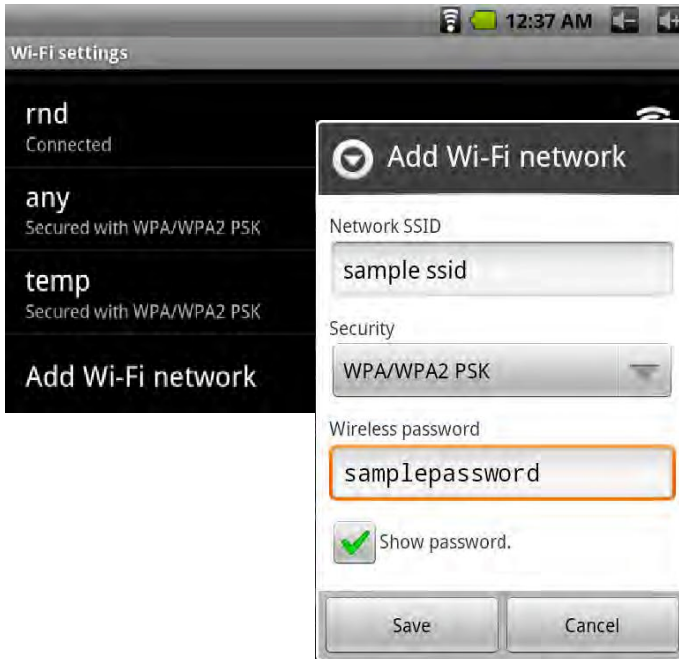 12:37 AM
Wi-Fi settings
rnd
Connected
any
Secured with WPA/WPA2 PSK
temp
Secured with WPA/WPA2 PSK
Add Wi-Fi network
Add Wi-Fi network
Network SSID
sample ssid
Security
WPA/WPA2 PSK
Wireless password
samplepassword
Show password.
Save
Cancel